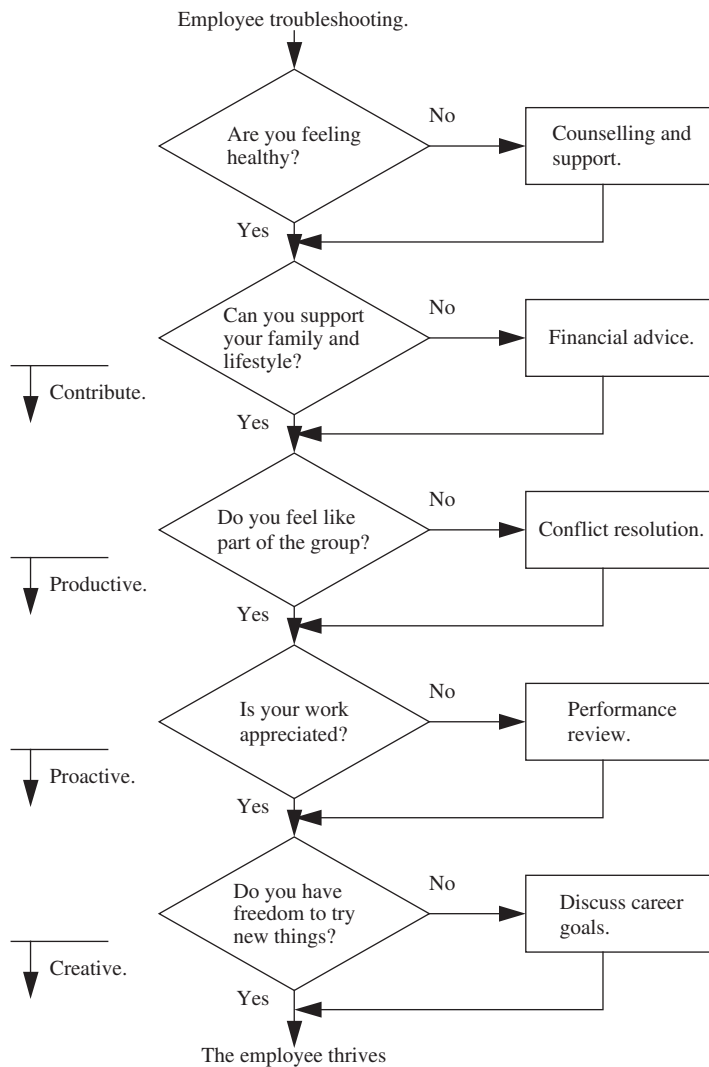 Employee troubleshooting.
Are you feeling
healthy?
No
Counselling and
support.
Yes
Can you support
your family and
lifestyle?
No
Financial advice.
Contribute.
Yes
Do you feel like
part of the group?
No
Conflict resolution.
Productive.
Yes
Is your work
appreciated?
No
Performance
review.
Proactive.
Yes
Do you have
freedom to try
new things?
No
Discuss career
goals.
Creative.
Yes
The employee thrives